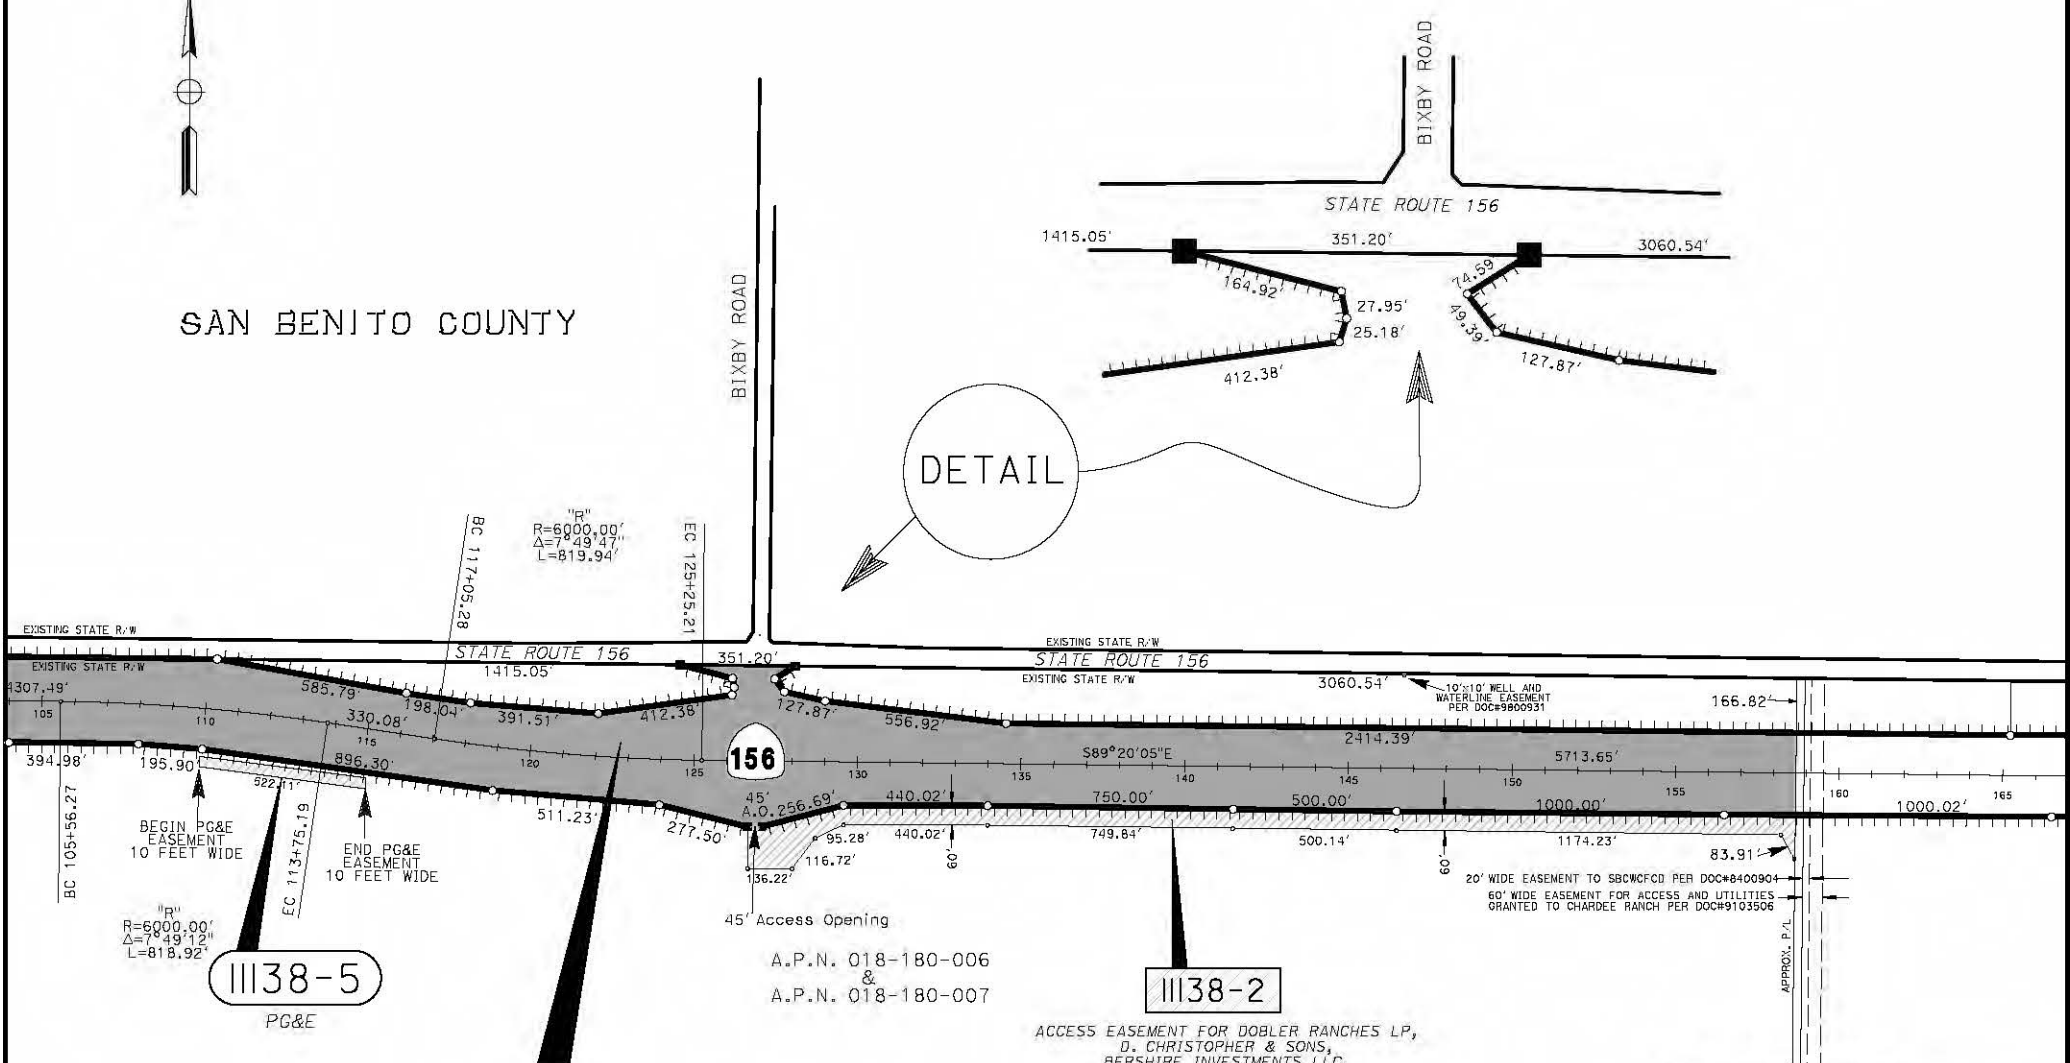 BIXBY ROAD
STATE ROUTE 156
1415.05'
351.20'
3060.54'
164.92'
74.59'
27.95'
25.18'
49.39'
127.87'
412.38'
SAN BENITO COUNTY
BIXBY ROAD
DETAIL
"R"
R=6000.00'
Δ=7°49'47"
L=819.94'
BC 117+05.28
EC 125+25.21
EXISTING STATE R/W
EXISTING STATE R/W
STATE ROUTE 156
1415.05'
351.20'
EXISTING STATE R/W
STATE ROUTE 156
EXISTING STATE R/W
3060.54'
10'x10' WELL AND
WATERLINE EASEMENT
PER DOC#9800931
166.82'
4307.49'
585.79'
198.04'
391.51'
412.38'
127.87'
556.92'
2414.39'
105
110
330.08'
115
120
125
156
130
S89°20'05"E
135
140
145
150
5713.65'
155
160
165
394.98'
195.90'
896.30'
522.11'
511.23'
277.50'
45'
A.O.
256.69'
440.02'
750.00'
500.00'
1000.00'
1000.02'
95.28'
440.02'
60'
749.84'
500.14'
60'
1174.23'
83.91'
116.72'
136.22'
BC 105+56.27
BEGIN PG&E
EASEMENT
10 FEET WIDE
EC 113+75.19
END PG&E
EASEMENT
10 FEET WIDE
20' WIDE EASEMENT TO SBCWCFCD PER DOC#8400904
60' WIDE EASEMENT FOR ACCESS AND UTILITIES
GRANTED TO CHARDEE RANCH PER DOC#9103506
APPROX. P/L
"R"
R=6000.00'
Δ=7°49'12"
L=818.92'
45' Access Opening
A.P.N. 018-180-006
&
A.P.N. 018-180-007
III38-5
PG&E
III38-2
ACCESS EASEMENT FOR DOBLER RANCHES LP,
D. CHRISTOPHER & SONS,
BERSHIRE INVESTMENTS LLC